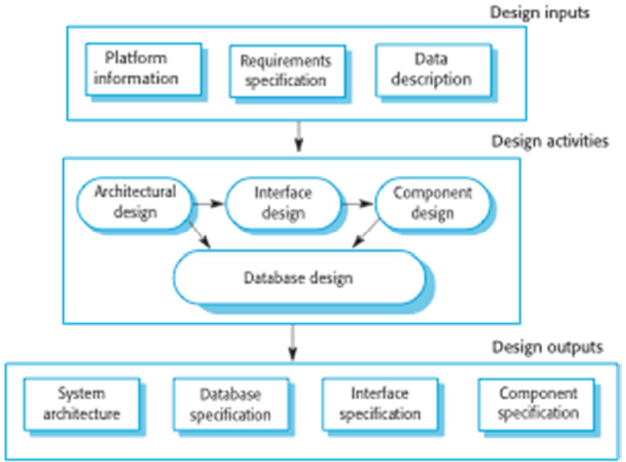 Design inputs
Platform
information
Requirements
specification
Data
description
Design activities
Architectural
design
Interface
design
Component
design
Database design
Design outputs
System
architecture
Database
specification
Interface
specification
Component
specification